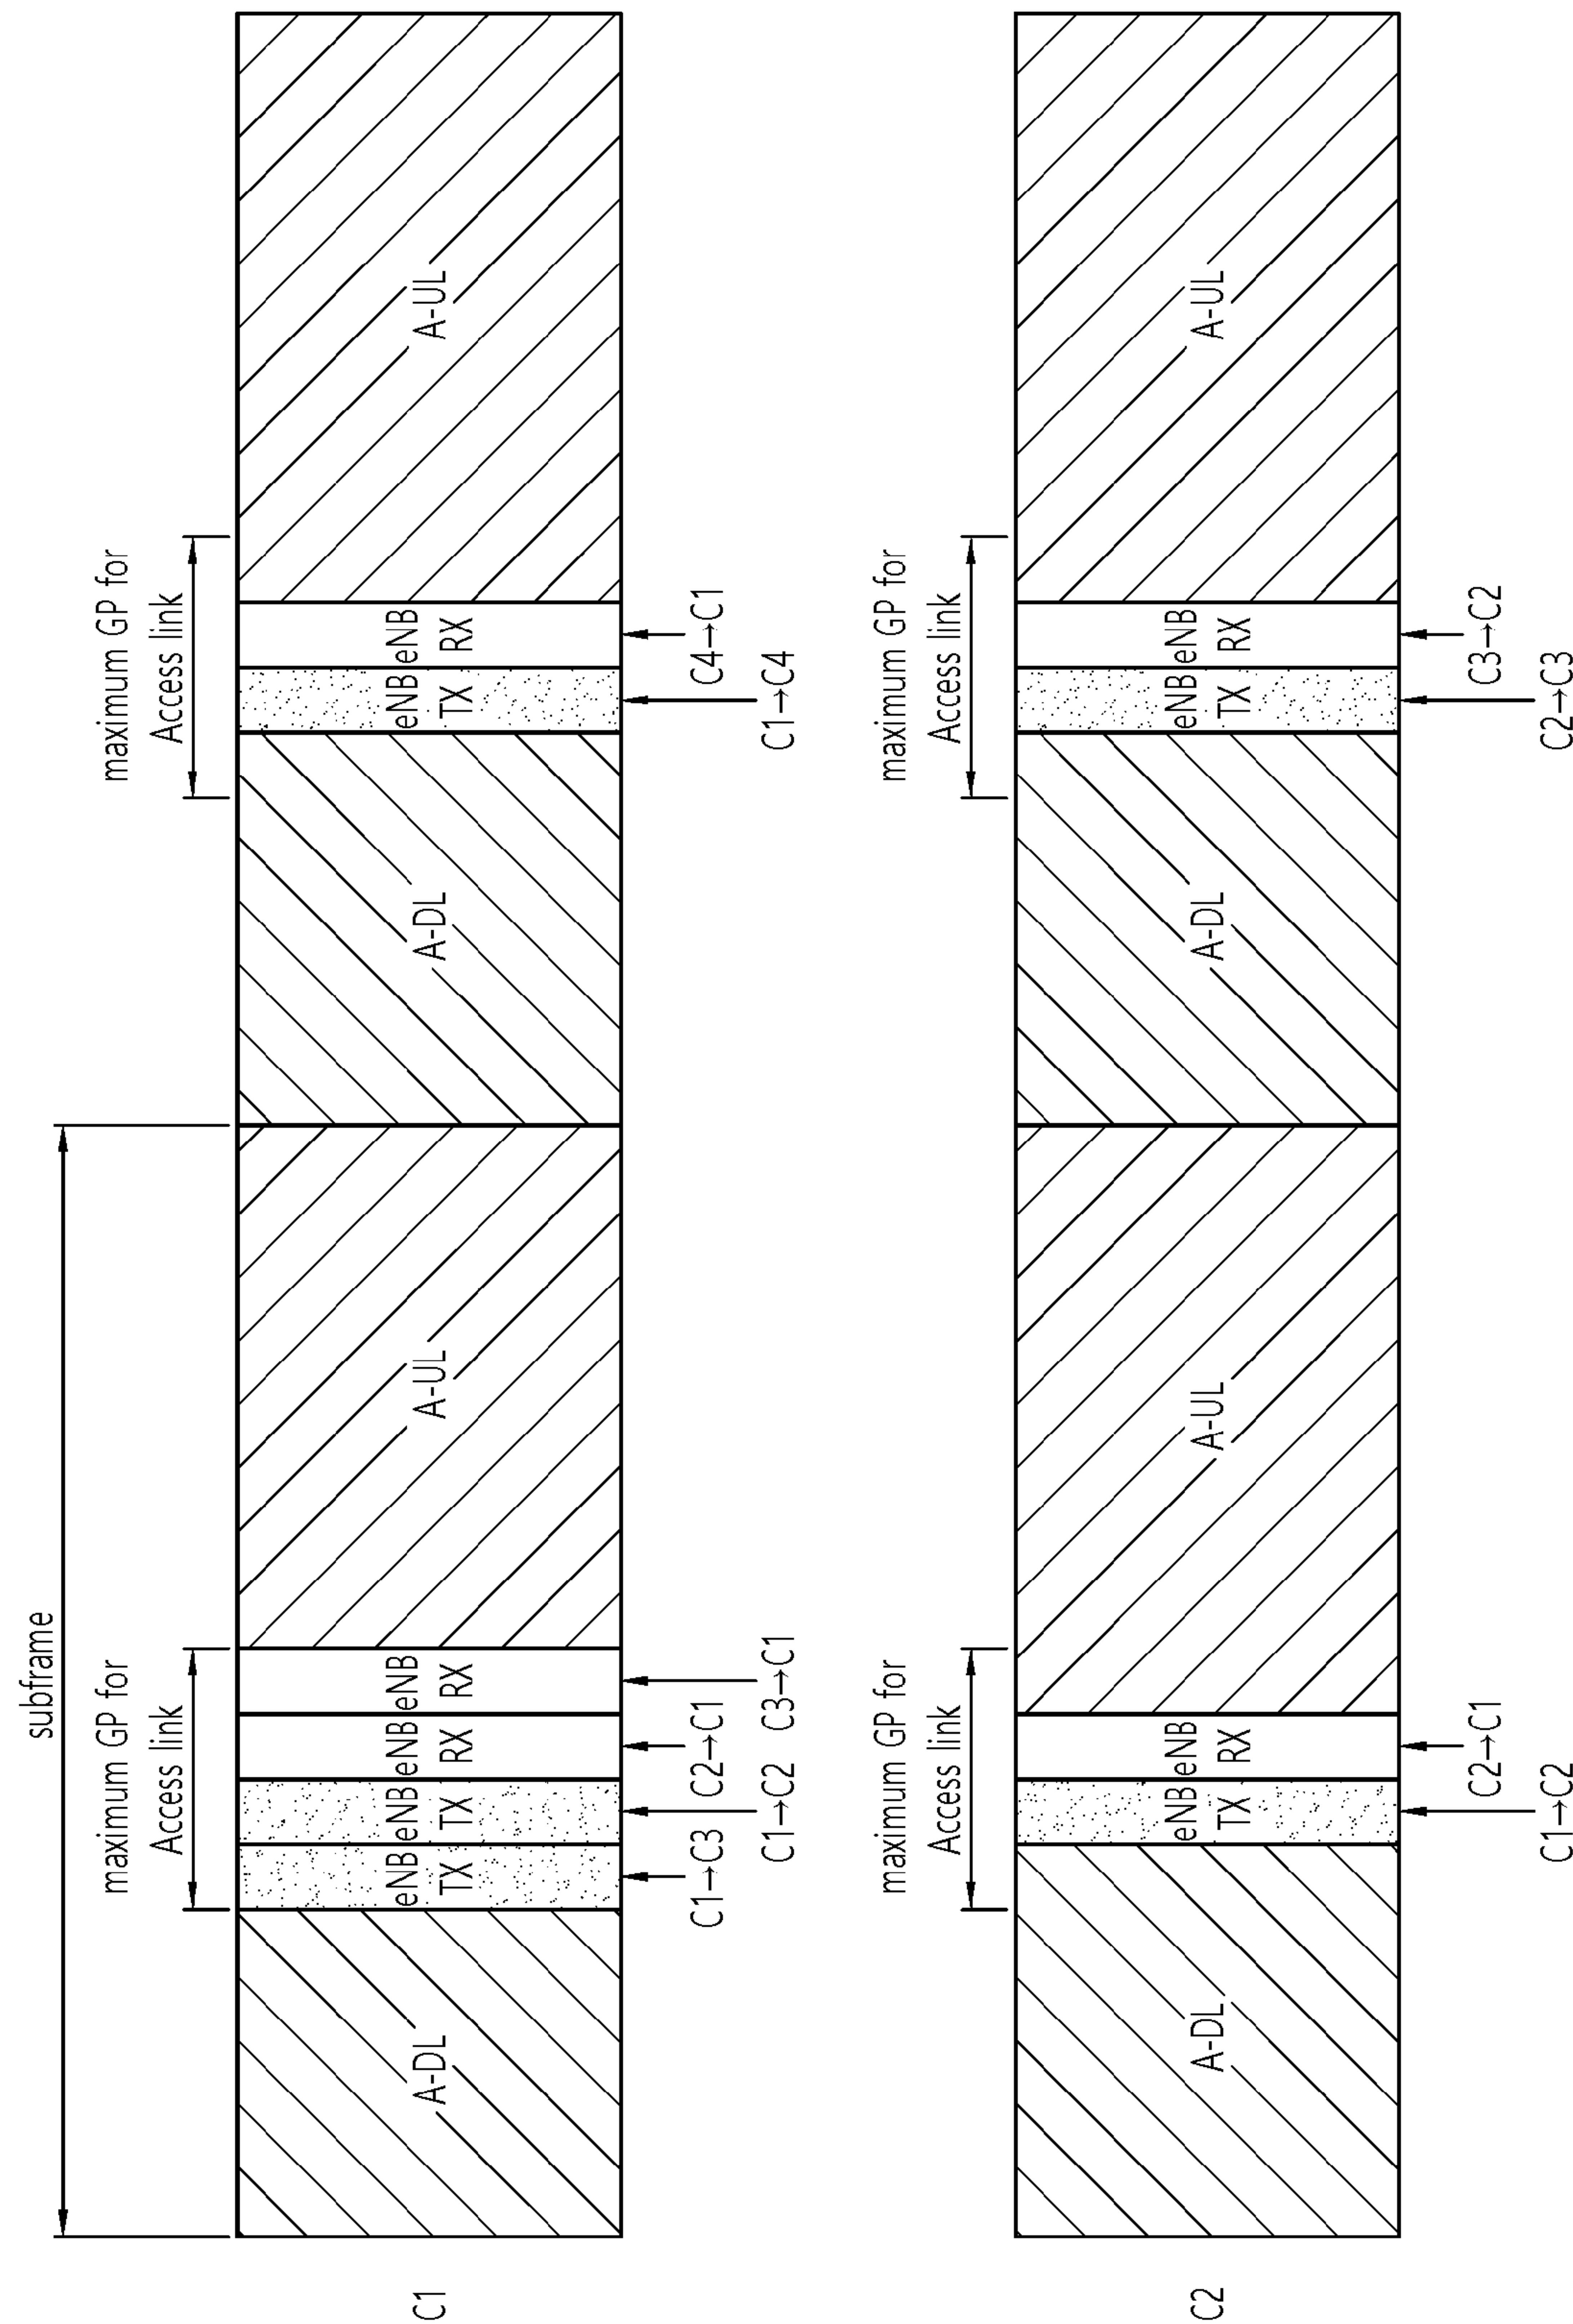 subframe
maximum GP for
Access link
maximum GP for
Access link
C1
A-DL
eNB
TX
eNB
TX
eNB
RX
eNB
RX
A-UL
A-DL
eNB
TX
eNB
RX
A-UL
C1→C3
C2→C1
C4→C1
C1→C2
C3→C1
C1→C4
maximum GP for
Access link
maximum GP for
Access link
C2
A-DL
eNB
TX
eNB
RX
A-UL
A-DL
eNB
TX
eNB
RX
A-UL
C2→C1
C3→C2
C1→C2
C2→C3